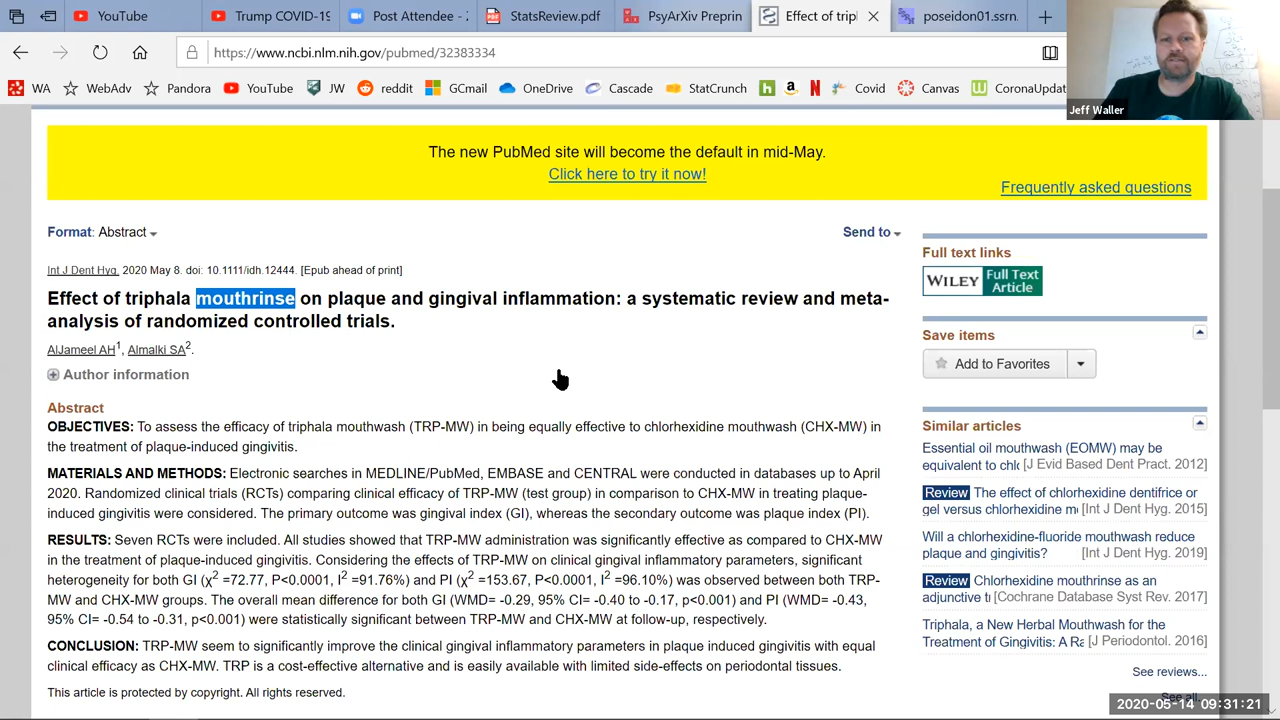 YouTube
Trump COVID-19
Post Attendee -
StatsReview.pdf
PsyArXiv Preprin
Effect of trip
poseidon01.ssrn.
https://www.ncbi.nlm.nih.gov/pubmed/32383334
WA WebAdv Pandora YouTube JW reddit GCmail OneDrive Cascade StatCrunch Covid Canvas CoronaUpdat
Jeff Waller
The new PubMed site will become the default in mid-May.
Click here to try it now!
Frequently asked questions
Format: Abstract
Send to
Int J Dent Hyg. 2020 May 8. doi: 10.1111/idh.12444. [Epub ahead of print]
Effect of triphala mouthrinse on plaque and gingival inflammation: a systematic review and meta-
analysis of randomized controlled trials.
AlJameel AH1, Almalki SA2.
Author information
Abstract
OBJECTIVES: To assess the efficacy of triphala mouthwash (TRP-MW) in being equally effective to chlorhexidine mouthwash (CHX-MW) in
the treatment of plaque-induced gingivitis.
MATERIALS AND METHODS: Electronic searches in MEDLINE/PubMed, EMBASE and CENTRAL were conducted in databases up to April
2020. Randomized clinical trials (RCTs) comparing clinical efficacy of TRP-MW (test group) in comparison to CHX-MW in treating plaque-
induced gingivitis were considered. The primary outcome was gingival index (GI), whereas the secondary outcome was plaque index (PI).
RESULTS: Seven RCTs were included. All studies showed that TRP-MW administration was significantly effective as compared to CHX-MW
in the treatment of plaque-induced gingivitis. Considering the effects of TRP-MW on clinical gingival inflammatory parameters, significant
heterogeneity for both GI (χ² =72.77, P<0.0001, I² =91.76%) and PI (χ² =153.67, P<0.0001, I² =96.10%) was observed between both TRP-
MW and CHX-MW groups. The overall mean difference for both GI (WMD= -0.29, 95% CI= -0.40 to -0.17, p<0.001) and PI (WMD= -0.43,
95% CI= -0.54 to -0.31, p<0.001) were statistically significant between TRP-MW and CHX-MW at follow-up, respectively.
CONCLUSION: TRP-MW seem to significantly improve the clinical gingival inflammatory parameters in plaque induced gingivitis with equal
clinical efficacy as CHX-MW. TRP is a cost-effective alternative and is easily available with limited side-effects on periodontal tissues.
This article is protected by copyright. All rights reserved.
Full text links
WILEY Full Text Article
Save items
Add to Favorites
Similar articles
Essential oil mouthwash (EOMW) may be
equivalent to chlo [J Evid Based Dent Pract. 2012]
Review The effect of chlorhexidine dentifrice or
gel versus chlorhexidine m [Int J Dent Hyg. 2015]
Will a chlorhexidine-fluoride mouthwash reduce
plaque and gingivitis? [Int J Dent Hyg. 2019]
Review Chlorhexidine mouthrinse as an
adjunctive t [Cochrane Database Syst Rev. 2017]
Triphala, a New Herbal Mouthwash for the
Treatment of Gingivitis: A Ra [J Periodontol. 2016]
See reviews...
See all...
2020-05-14 09:31:21